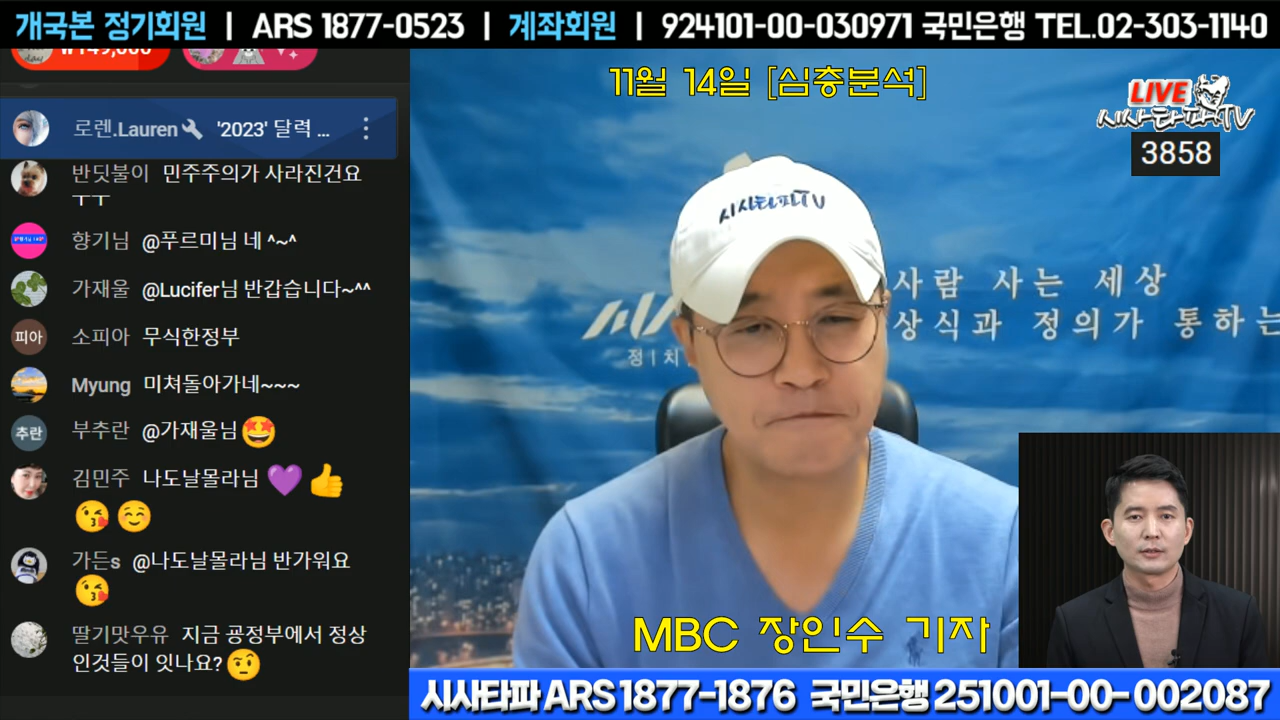 개국본 정기회원 | ARS 1877-0523 | 계좌회원 | 924101-00-030971 국민은행 TEL.02-303-1140
₩149,000
11월 14일 [심층분석]
LIVE
시사타파TV
3858
로렌.Lauren '2023' 달력 ...
반딧불이 민주주의가 사라진건요
ㅜㅜ
향기님 @푸르미님 네 ^~^
가재울 @Lucifer님 반갑습니다~^^
피아 소피아 무식한정부
Myung 미쳐돌아가네~~~
추란 부추란 @가재울님🤩
김민주 나도날몰라님 💜👍
😘☺️
가든s @나도날몰라님 반가워요
😘
딸기맛우유 지금 굥정부에서 정상
인것들이 잇나요?🤨
시사타파TV
사람 사는 세상
상식과 정의가 통하는
정|치
MBC 장인수 기자
시사타파 ARS 1877-1876 국민은행 251001-00-002087